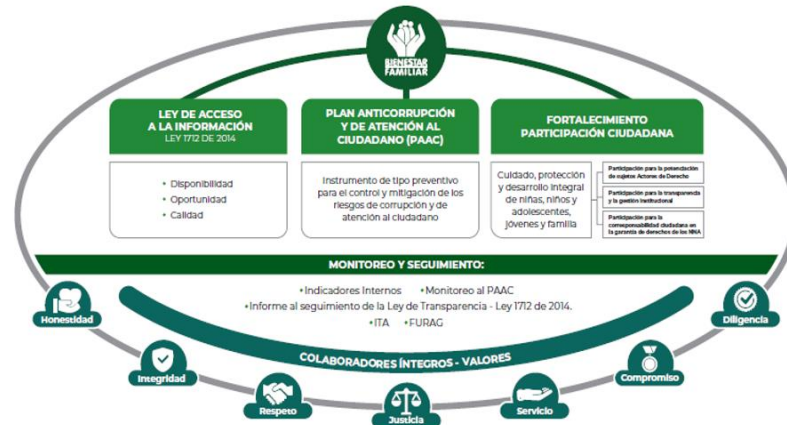 BIENESTAR
FAMILIAR
LEY DE ACCESO
A LA INFORMACIÓN
LEY 1712 DE 2014
• Disponibilidad
• Oportunidad
• Calidad
PLAN ANTICORRUPCIÓN
Y DE ATENCIÓN AL
CIUDADANO (PAAC)
Instrumento de tipo preventivo
para el control y mitigación de los
riesgos de corrupción y de
atención al ciudadano
FORTALECIMIENTO
PARTICIPACIÓN CIUDADANA
Cuidado, protección
y desarrollo integral
de niñas, niños y
adolescentes,
jóvenes y familia
Participación para la potenciación
de sujetos Actores de Derecho
Participación para la transparencia
y la gestión institucional
Participación para la
corresponsabilidad ciudadana en
la garantía de derechos de los NNA
MONITOREO Y SEGUIMIENTO:
•Indicadores Internos •Monitoreo al PAAC
•Informe al seguimiento de la Ley de Transparencia - Ley 1712 de 2014.
•ITA •FURAG
COLABORADORES ÍNTEGROS - VALORES
Honestidad
Integridad
Respeto
Justicia
Servicio
Compromiso
Diligencia